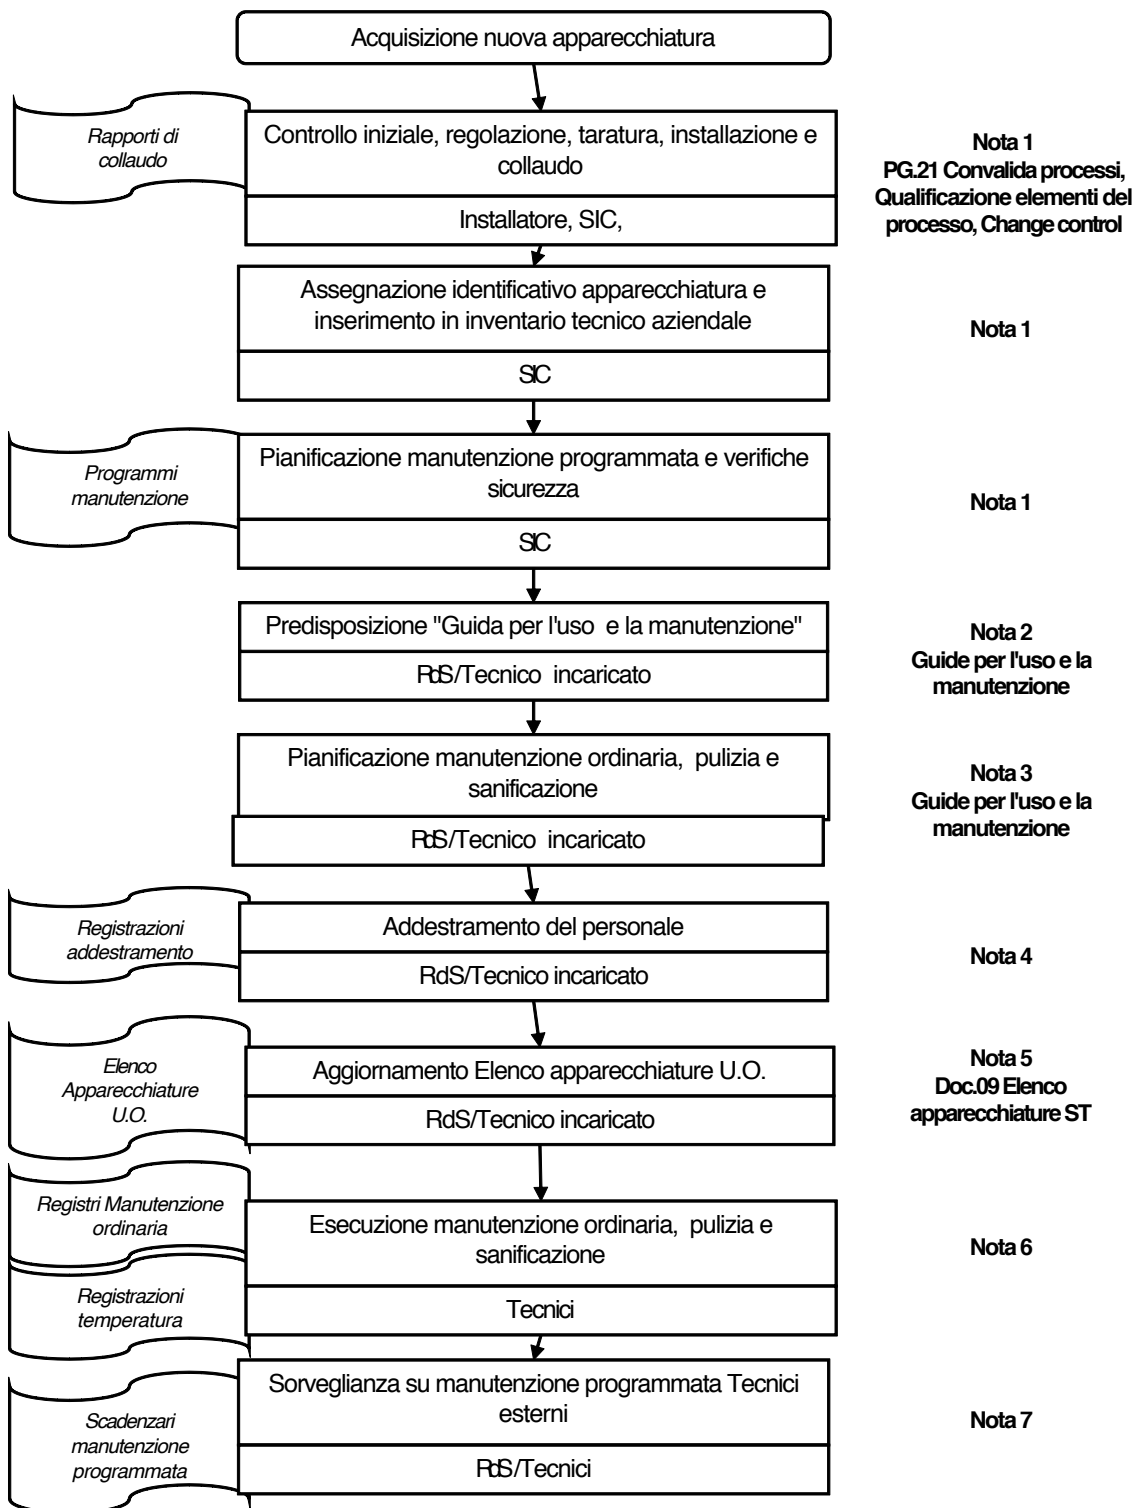 Acquisizione nuova apparecchiatura
Rapporti di
collaudo
Controllo iniziale, regolazione, taratura, installazione e
collaudo
Installatore, SIC,
Nota 1
PG.21 Convalida processi,
Qualificazione elementi del
processo, Change control
Assegnazione identificativo apparecchiatura e
inserimento in inventario tecnico aziendale
SIC
Nota 1
Programmi
manutenzione
Pianificazione manutenzione programmata e verifiche
sicurezza
SIC
Nota 1
Predisposizione "Guida per l'uso e la manutenzione"
RdS/Tecnico incaricato
Nota 2
Guide per l'uso e la
manutenzione
Pianificazione manutenzione ordinaria, pulizia e
sanificazione
RdS/Tecnico incaricato
Nota 3
Guide per l'uso e la
manutenzione
Registrazioni
addestramento
Addestramento del personale
RdS/Tecnico incaricato
Nota 4
Elenco
Apparecchiature
U.O.
Aggiornamento Elenco apparecchiature U.O.
RdS/Tecnico incaricato
Nota 5
Doc.09 Elenco
apparecchiature ST
Registri Manutenzione
ordinaria
Registrazioni
temperatura
Esecuzione manutenzione ordinaria, pulizia e
sanificazione
Tecnici
Nota 6
Scadenzari
manutenzione
programmata
Sorveglianza su manutenzione programmata Tecnici
esterni
RdS/Tecnici
Nota 7